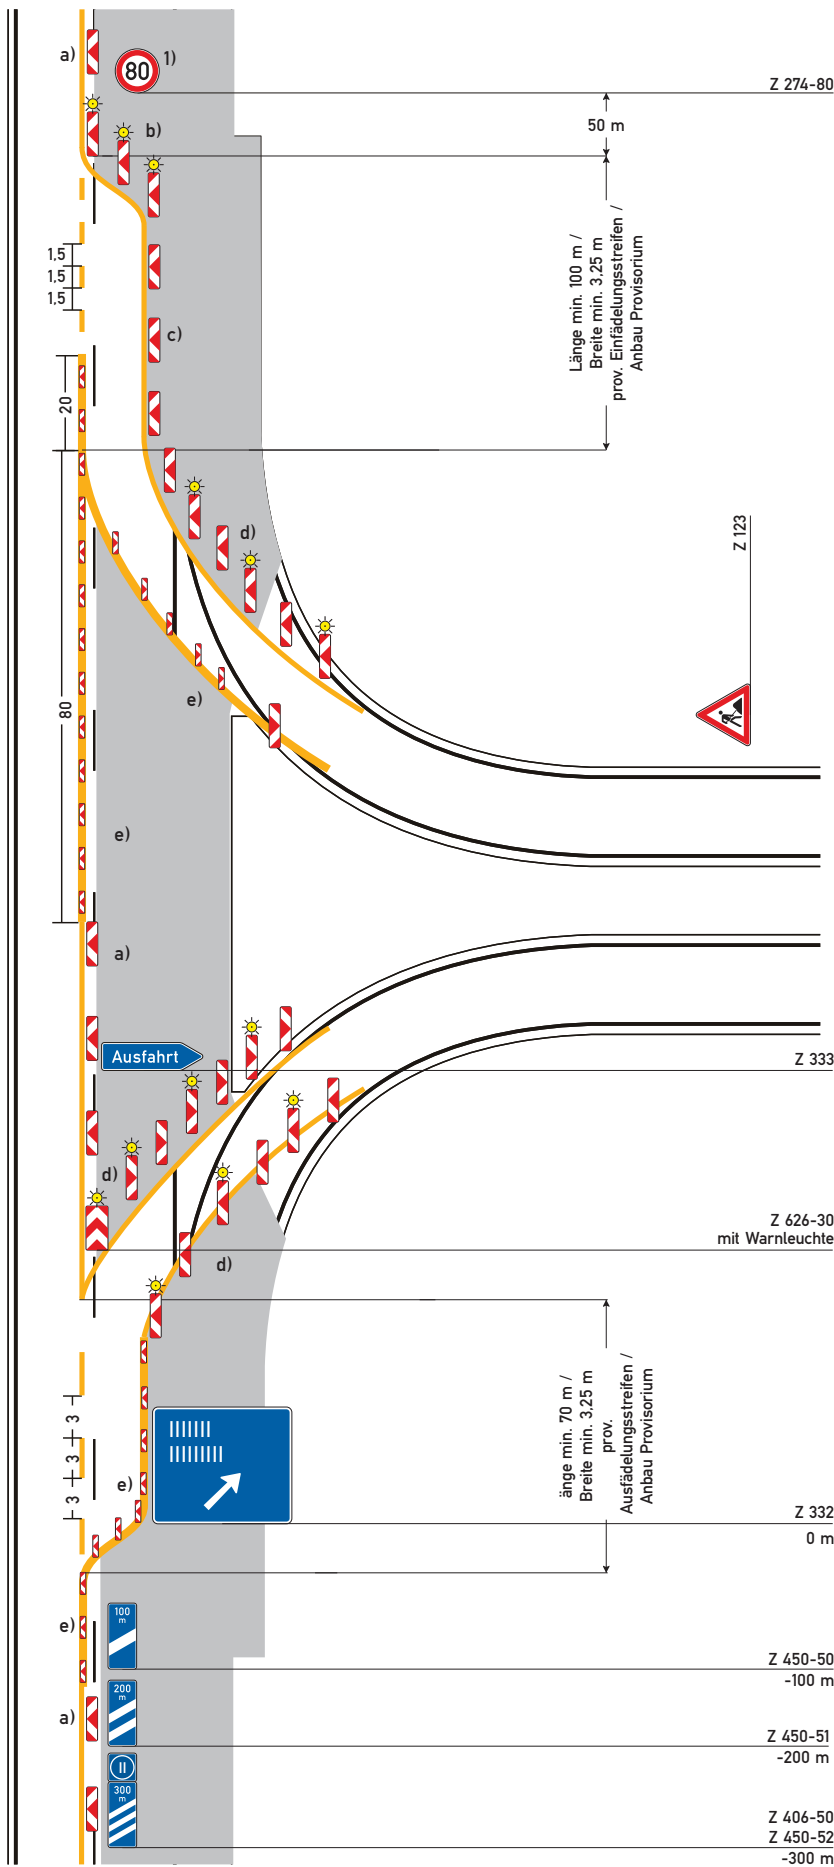 a)
80
1)
Z 274-80
50 m
b)
1,5
1,5
1,5
Länge min. 100 m /
Breite min. 3,25 m
prov. Einfädelungsstreifen /
Anbau Provisorium
c)
20
d)
Z 123
e)
80
e)
a)
Ausfahrt
Z 333
d)
Z 626-30
mit Warnleuchte
d)
änge min. 70 m /
Breite min. 3,25 m
prov.
Ausfädelungsstreifen /
Anbau Provisorium
3
3
3
e)
Z 332
0 m
e)
100
m
Z 450-50
-100 m
a)
200
m
Z 450-51
-200 m
II
300
m
Z 406-50
Z 450-52
-300 m